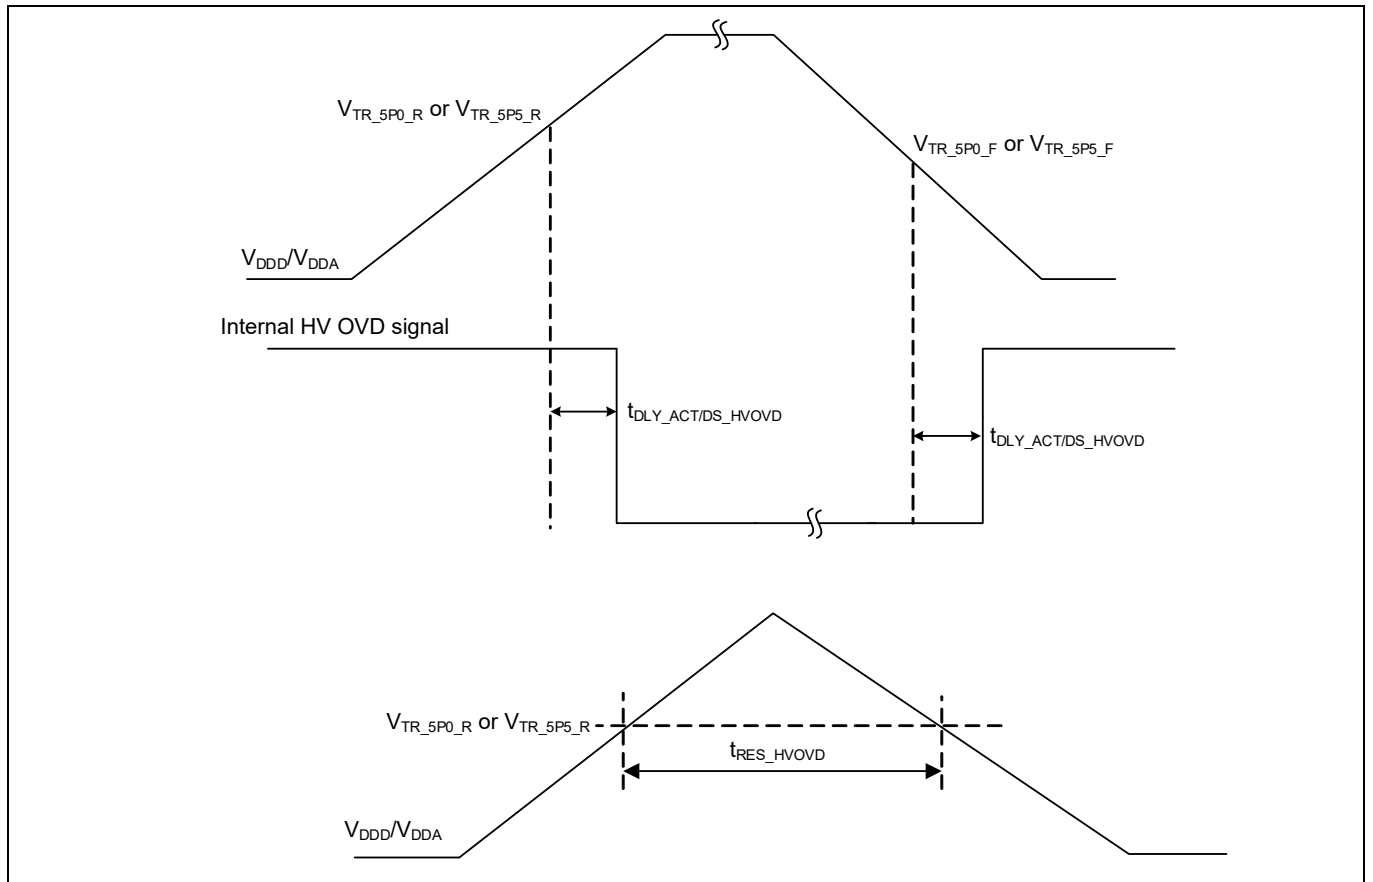 V_TR_5P0_R or V_TR_5P5_R
V_TR_5P0_F or V_TR_5P5_F
V_DDD/V_DDA
Internal HV OVD signal
t_DLY_ACT/DS_HVOVD
t_DLY_ACT/DS_HVOVD
V_TR_5P0_R or V_TR_5P5_R
t_RES_HVOVD
V_DDD/V_DDA